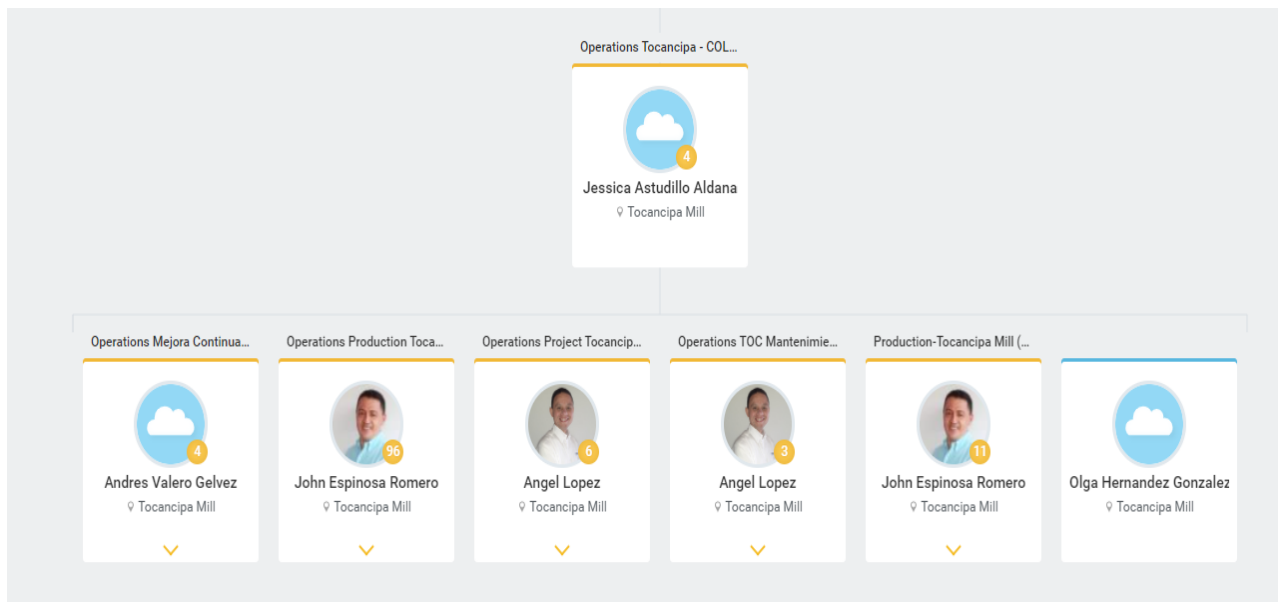 Operations Tocancipa - COL...
4
Jessica Astudillo Aldana
Tocancipa Mill
Operations Mejora Continua...
4
Andres Valero Gelvez
Tocancipa Mill
Operations Production Toca...
96
John Espinosa Romero
Tocancipa Mill
Operations Project Tocancip...
6
Angel Lopez
Tocancipa Mill
Operations TOC Mantenimie...
3
Angel Lopez
Tocancipa Mill
Production-Tocancipa Mill (...
11
John Espinosa Romero
Tocancipa Mill
Olga Hernandez Gonzalez
Tocancipa Mill